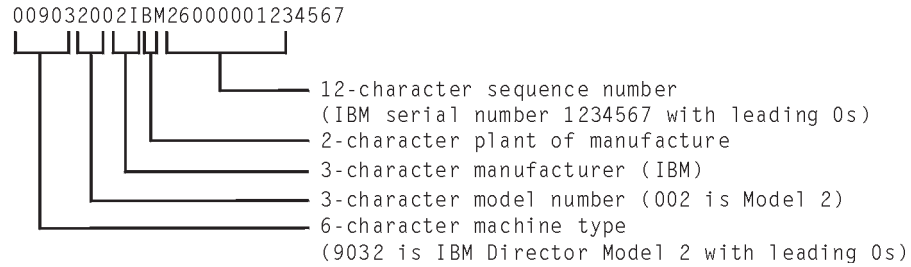 009032002IBM26000001234567
12-character sequence number
(IBM serial number 1234567 with leading 0s)
2-character plant of manufacture
3-character manufacturer (IBM)
3-character model number (002 is Model 2)
6-character machine type
(9032 is IBM Director Model 2 with leading 0s)